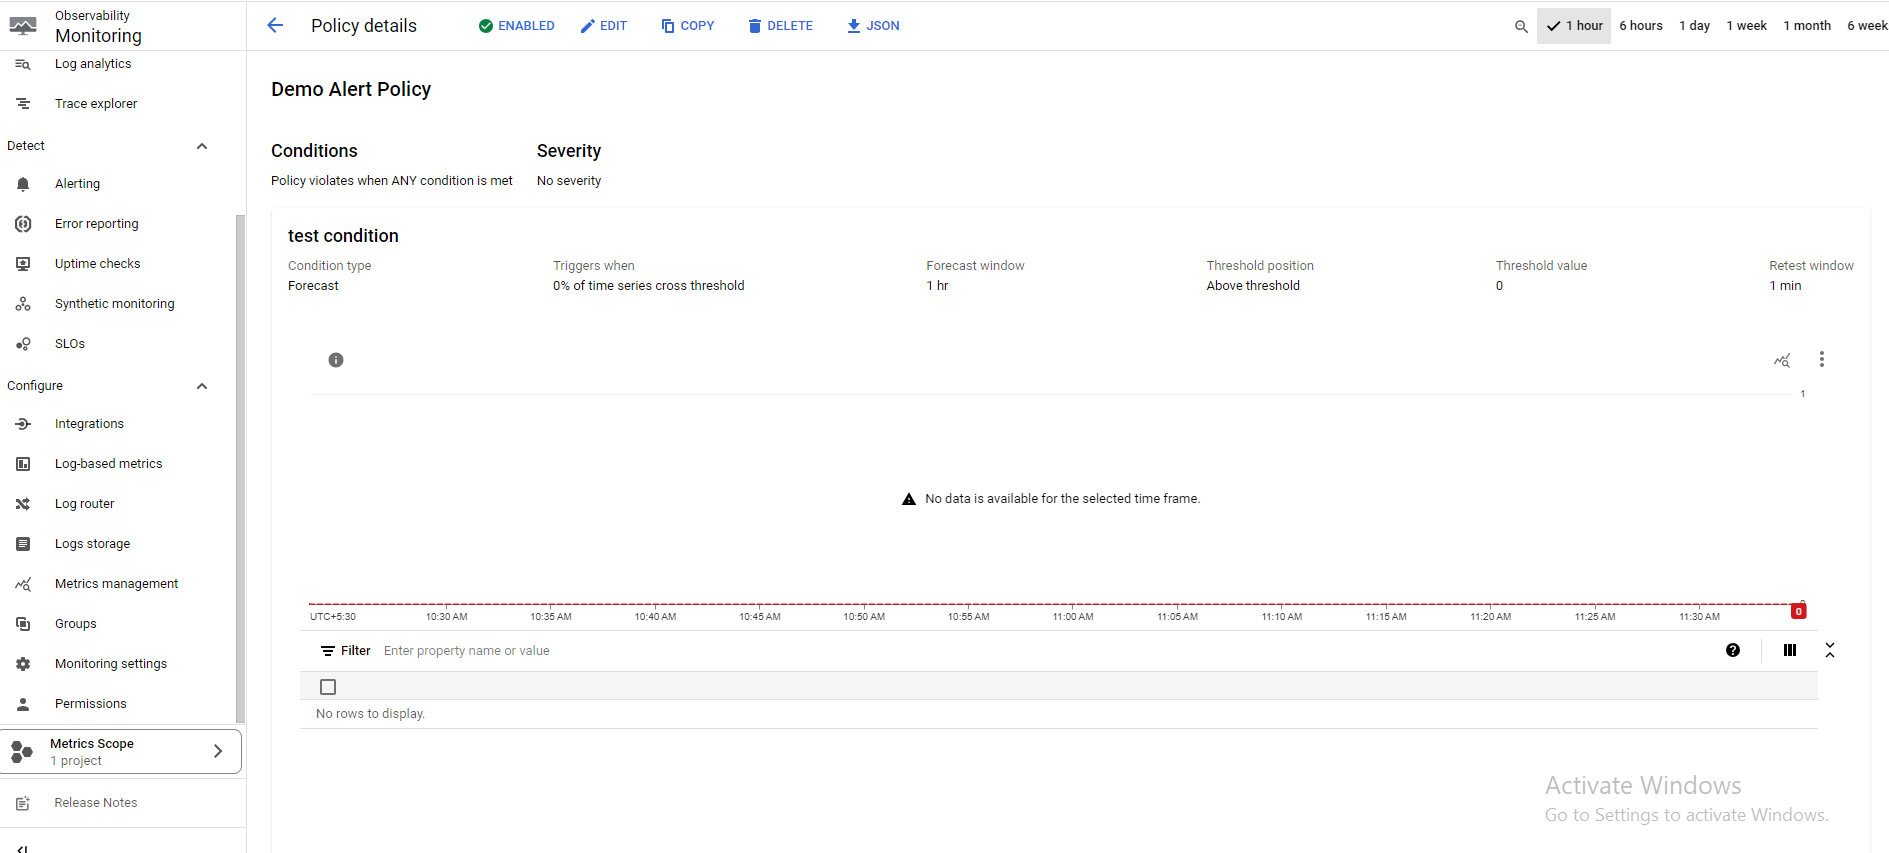 Observability
Monitoring
Policy details
ENABLED
EDIT
COPY
DELETE
JSON
1 hour
6 hours
1 day
1 week
1 month
6 week
Log analytics
Trace explorer
Detect
Alerting
Error reporting
Uptime checks
Synthetic monitoring
SLOs
Configure
Integrations
Log-based metrics
Log router
Logs storage
Metrics management
Groups
Monitoring settings
Permissions
Metrics Scope
1 project
Release Notes
Demo Alert Policy
Conditions
Policy violates when ANY condition is met
Severity
No severity
test condition
Condition type
Forecast
Triggers when
0% of time series cross threshold
Forecast window
1 hr
Threshold position
Above threshold
Threshold value
0
Retest window
1 min
1
No data is available for the selected time frame.
0
UTC+5:30 10:30 AM 10:35 AM 10:40 AM 10:45 AM 10:50 AM 10:55 AM 11:00 AM 11:05 AM 11:10 AM 11:15 AM 11:20 AM 11:25 AM 11:30 AM
Filter Enter property name or value
No rows to display.
Activate Windows
Go to Settings to activate Windows.